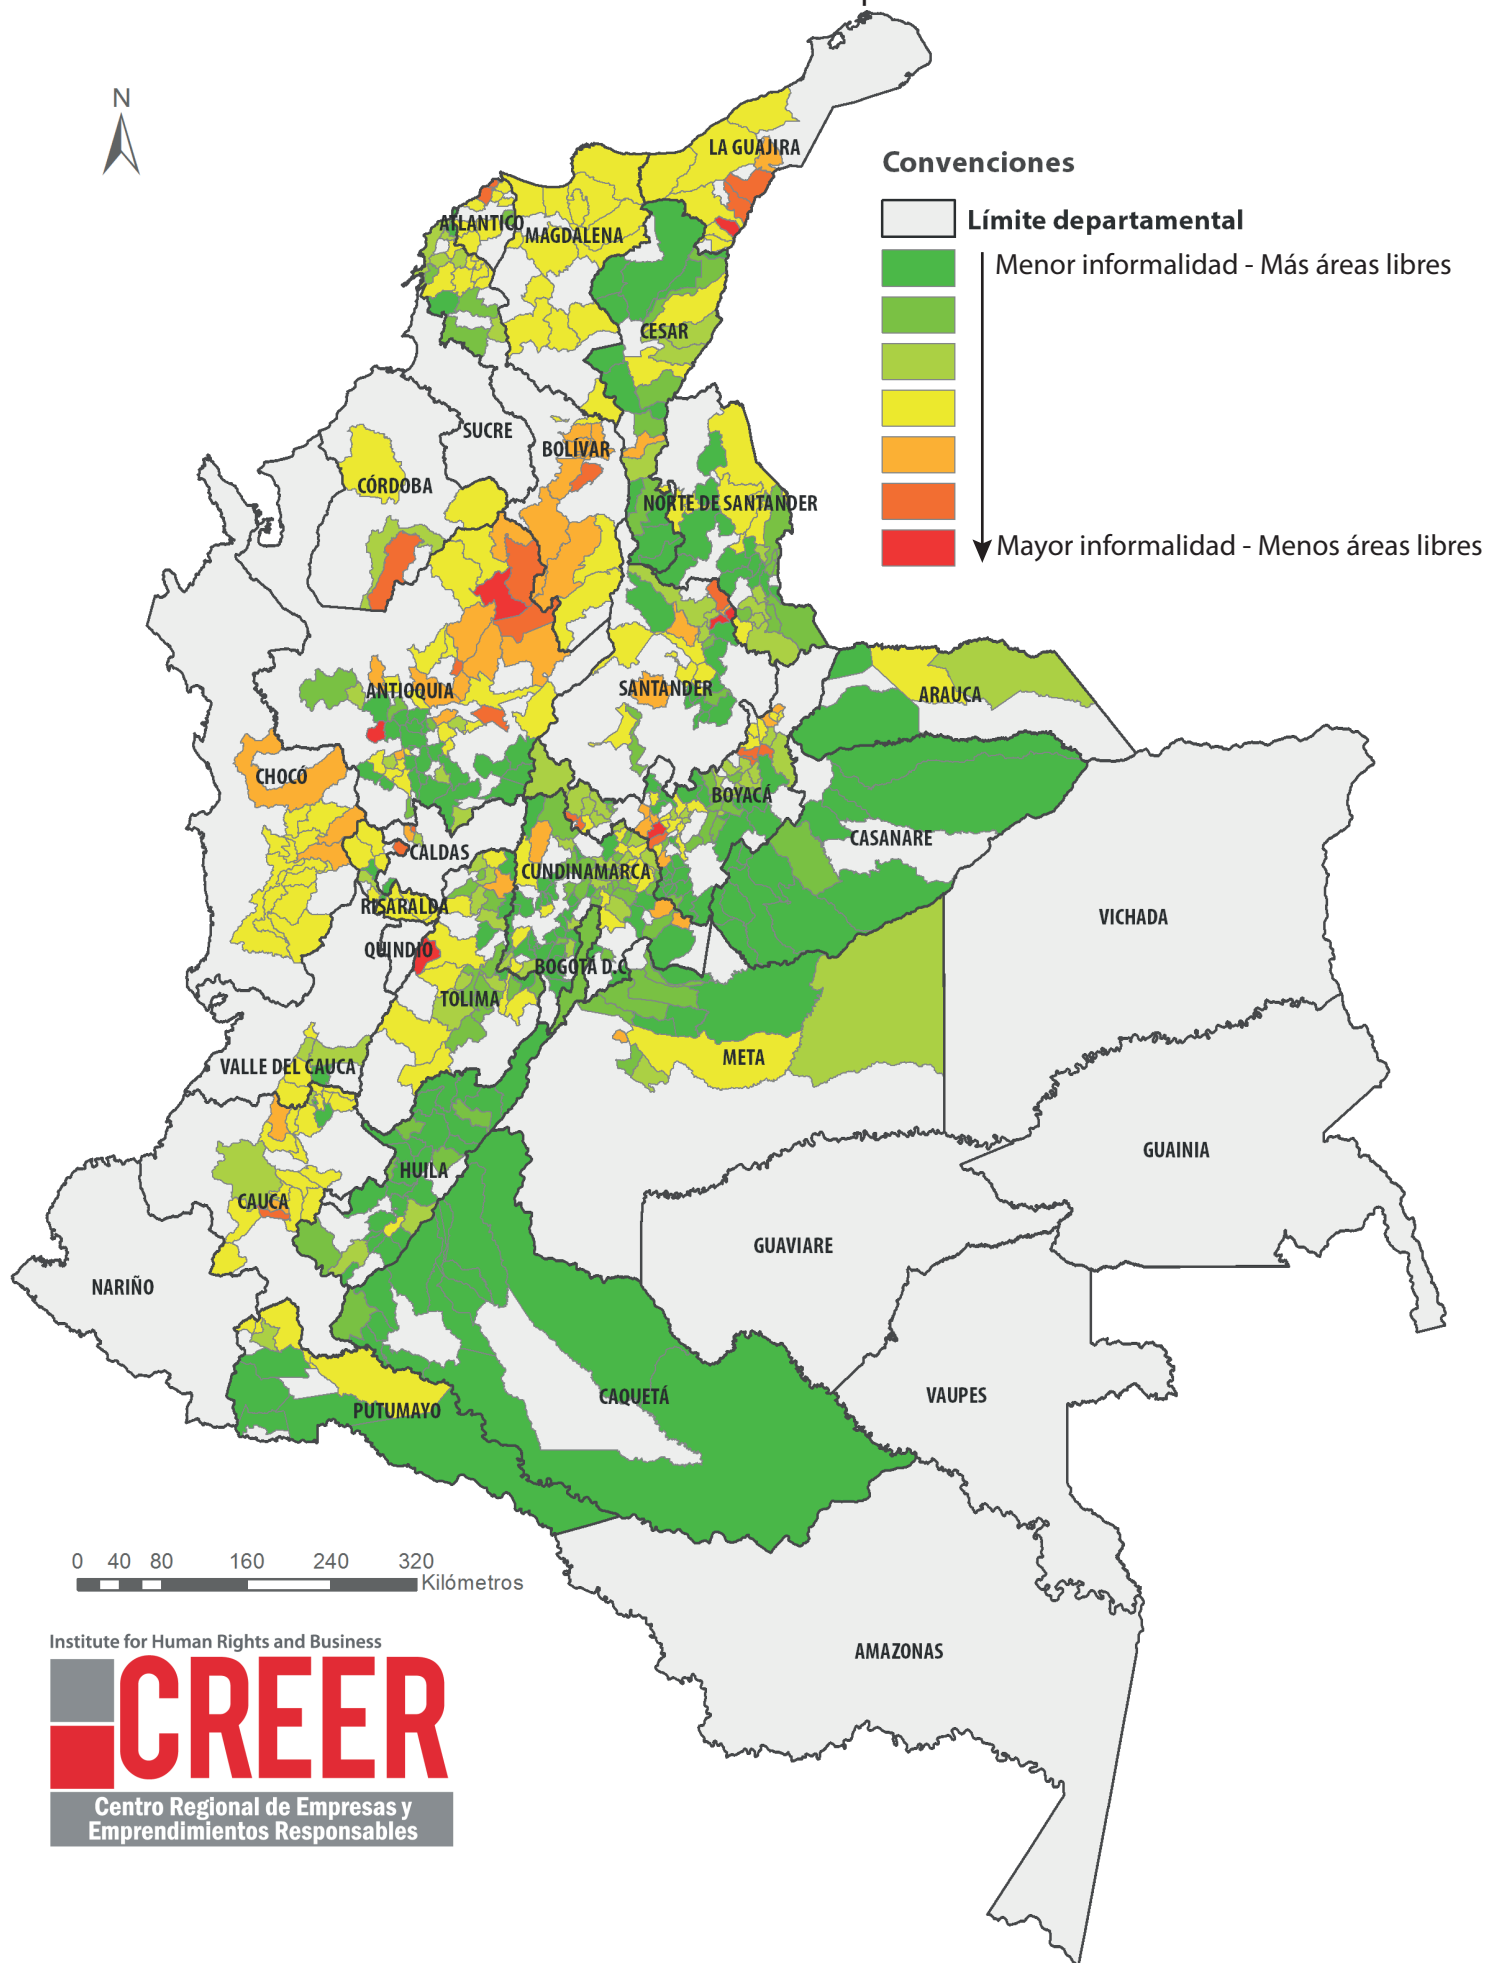 N
LA GUAJIRA
Convenciones
Límite departamental
Menor informalidad - Más áreas libres
Mayor informalidad - Menos áreas libres
ATLANTICO
MAGDALENA
CESAR
SUCRE
BOLÍVAR
CÓRDOBA
NORTE DE SANTANDER
ANTIOQUIA
SANTANDER
ARAUCA
CHOCÓ
BOYACÁ
CASANARE
CALDAS
CUNDINAMARCA
RISARALDA
VICHADA
QUINDIO
BOGOTÁ D.C
TOLIMA
META
VALLE DEL CAUCA
GUAINIA
HUILA
CAUCA
GUAVIARE
NARIÑO
CAQUETÁ
VAUPES
PUTUMAYO
0 40 80 160 240 320
Kilómetros
AMAZONAS
Institute for Human Rights and Business
CREER
Centro Regional de Empresas y
Emprendimientos Responsables